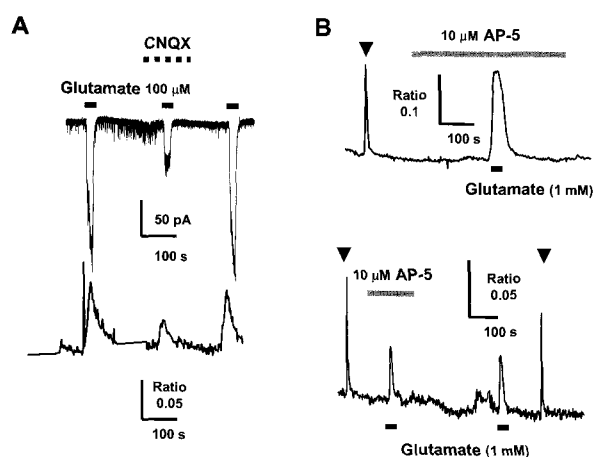 A
CNQX
Glutamate 100 µM
50 pA
100 s
Ratio
0.05
100 s
B
10 µM AP-5
Ratio
0.1
100 s
Glutamate (1 mM)
10 µM AP-5
Ratio
0.05
100 s
Glutamate (1 mM)